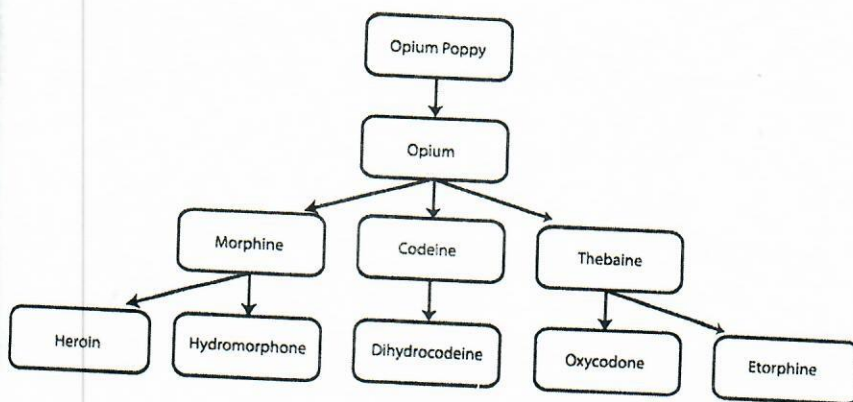 Opium Poppy
Opium
Morphine
Codeine
Thebaine
Heroin
Hydromorphone
Dihydrocodeine
Oxycodone
Etorphine